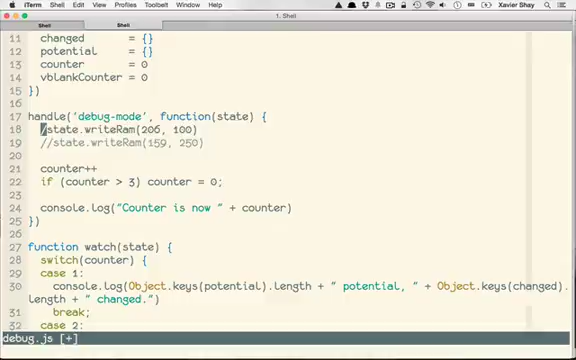 iTerm Shell Edit View Profiles Toolbelt Window Help Xavier Shay
1. Shell
Shell Shell
11 changed = {}
12 potential = {}
13 counter = 0
14 vblankCounter = 0
15 })
16
17 handle('debug-mode', function(state) {
18 /state.writeRam(206, 100)
19 //state.writeRam(159, 250)
20
21 counter++
22 if (counter > 3) counter = 0;
23
24 console.log("Counter is now " + counter)
25 })
26
27 function watch(state) {
28 switch(counter) {
29 case 1:
30 console.log(Object.keys(potential).length + " potential, " + Object.keys(changed).
length + " changed.")
31 break;
32 case 2:
debug.js [+]